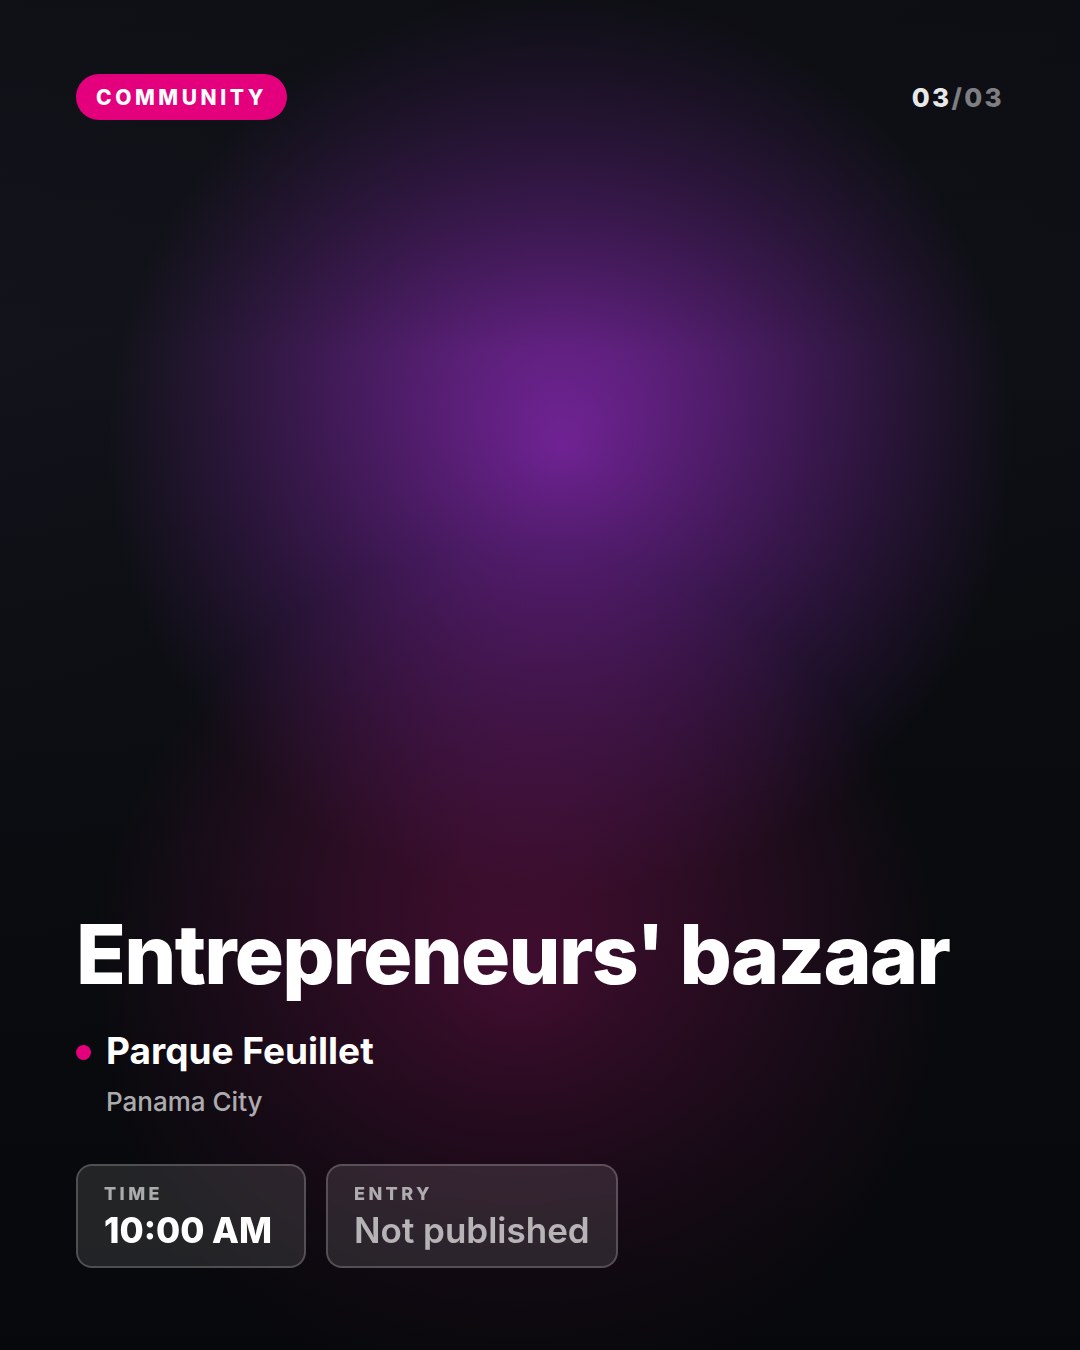 COMMUNITY
03/03
Entrepreneurs' bazaar
Parque Feuillet
Panama City
TIME
10:00 AM
ENTRY
Not published